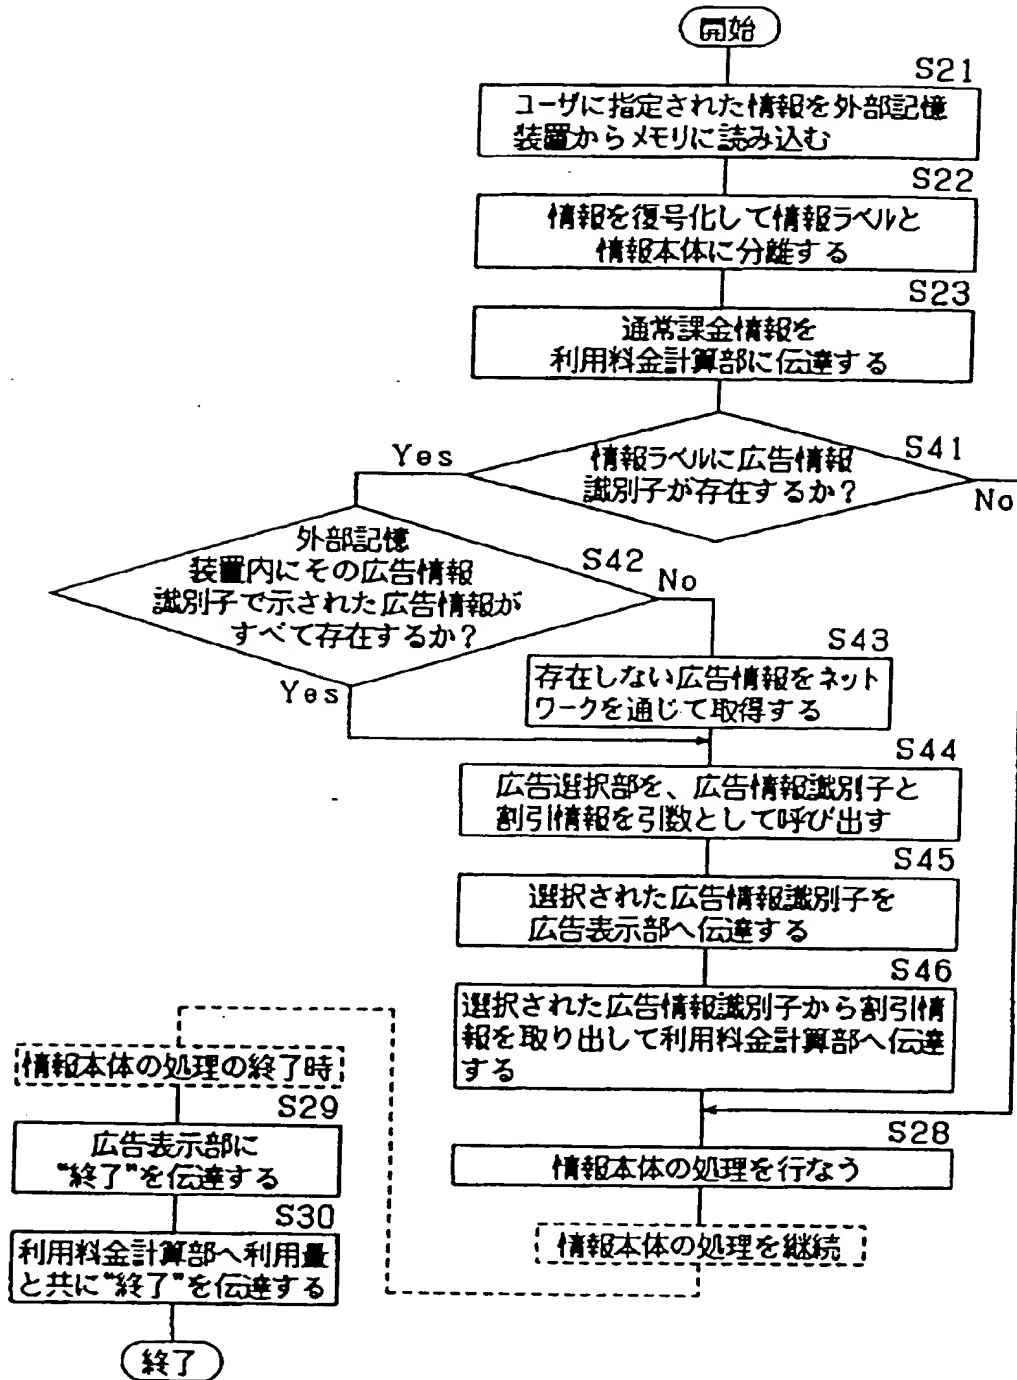 開始
S21
ユーザに指定された情報を外部記憶
装置からメモリに読み込む
S22
情報を復号化して情報ラベルと
情報本体に分離する
S23
通常課金情報を
利用料金計算部に伝達する
S41
情報ラベルに広告情報
識別子が存在するか?
Yes
No
S42
外部記憶
装置内にその広告情報
識別子で示された広告情報が
すべて存在するか?
No
Yes
S43
存在しない広告情報をネット
ワークを通じて取得する
S44
広告選択部を、広告情報識別子と
割引情報を引数として呼び出す
S45
選択された広告情報識別子を
広告表示部へ伝達する
S46
選択された広告情報識別子から割引情
報を取り出して利用料金計算部へ伝達
する
S28
情報本体の処理を行なう
情報本体の処理を継続
情報本体の処理の終了時
S29
広告表示部に
"終了"を伝達する
S30
利用料金計算部へ利用量
と共に"終了"を伝達する
終了